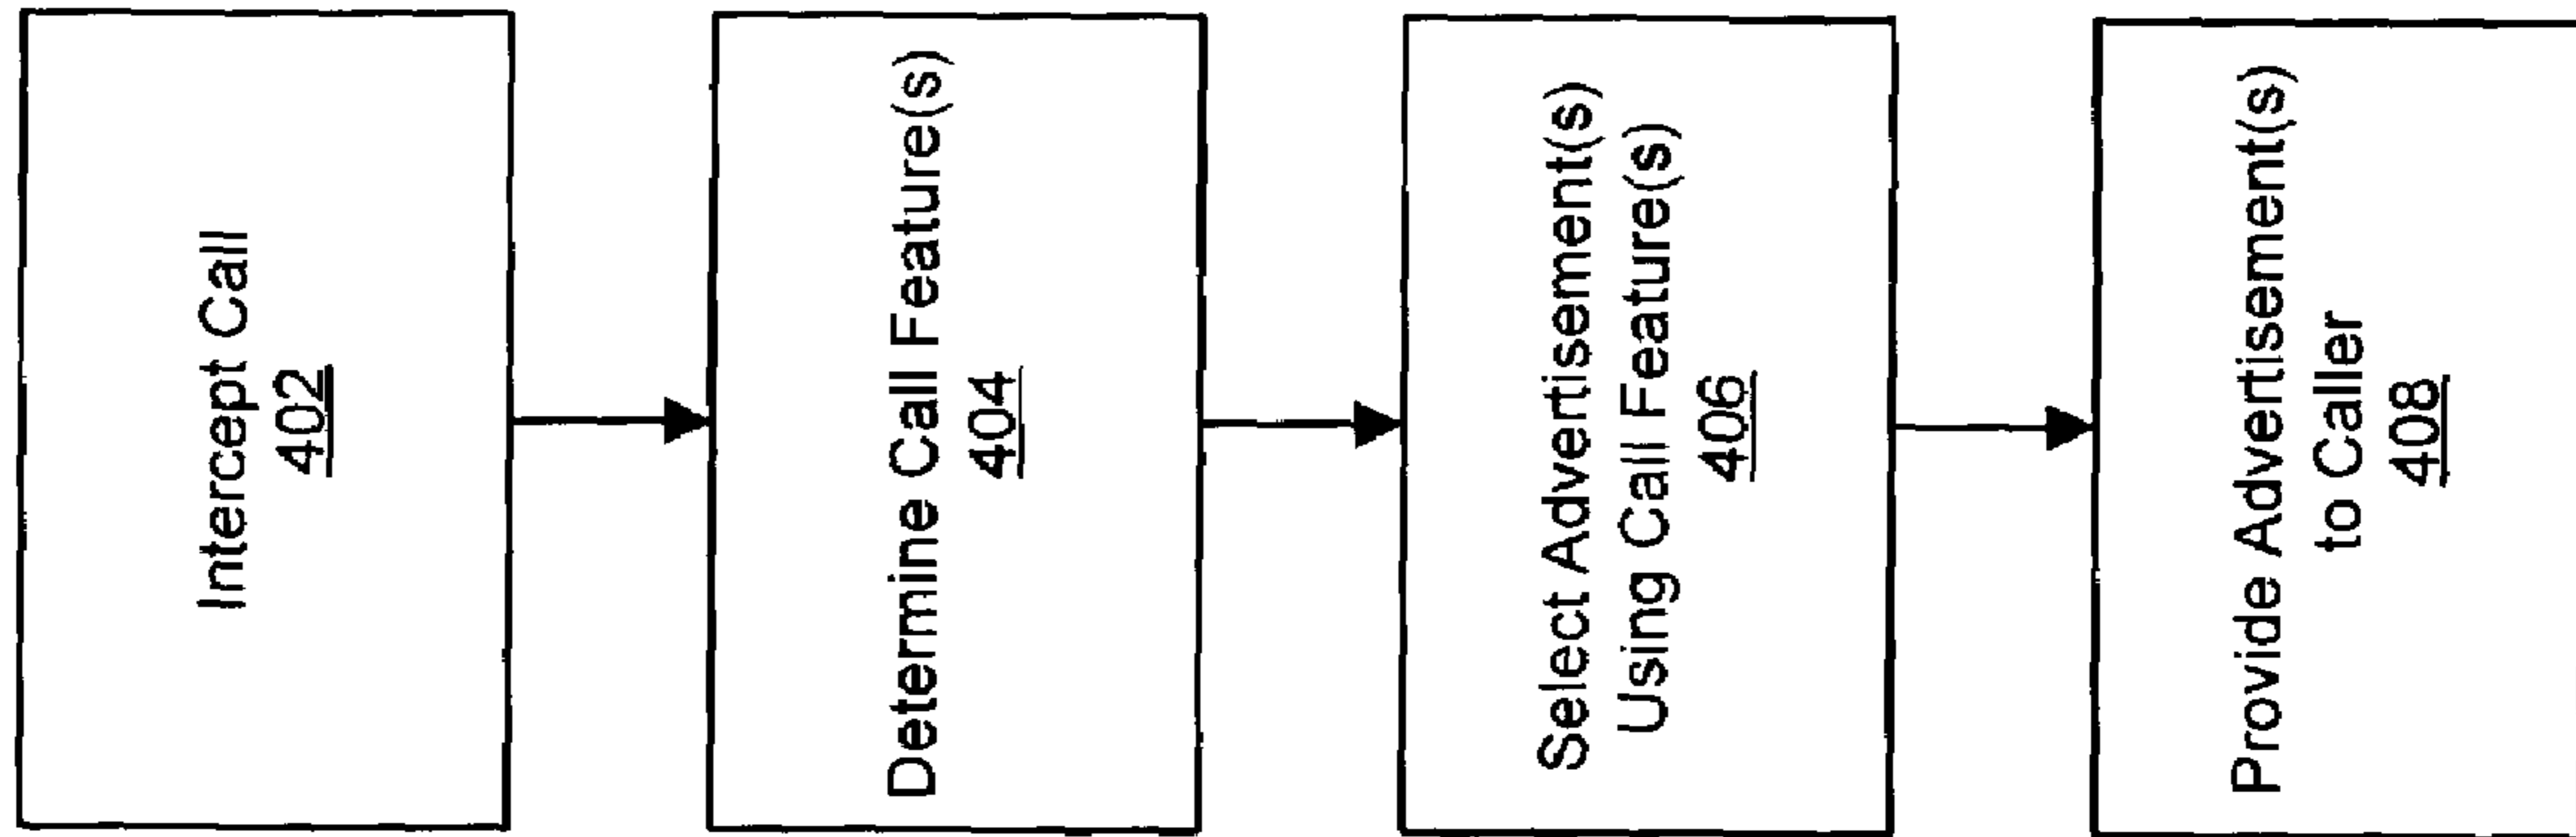 Intercept Call
402
Determine Call Feature(s)
404
Select Advertisement(s)
Using Call Feature(s)
406
Provide Advertisement(s)
to Caller
408